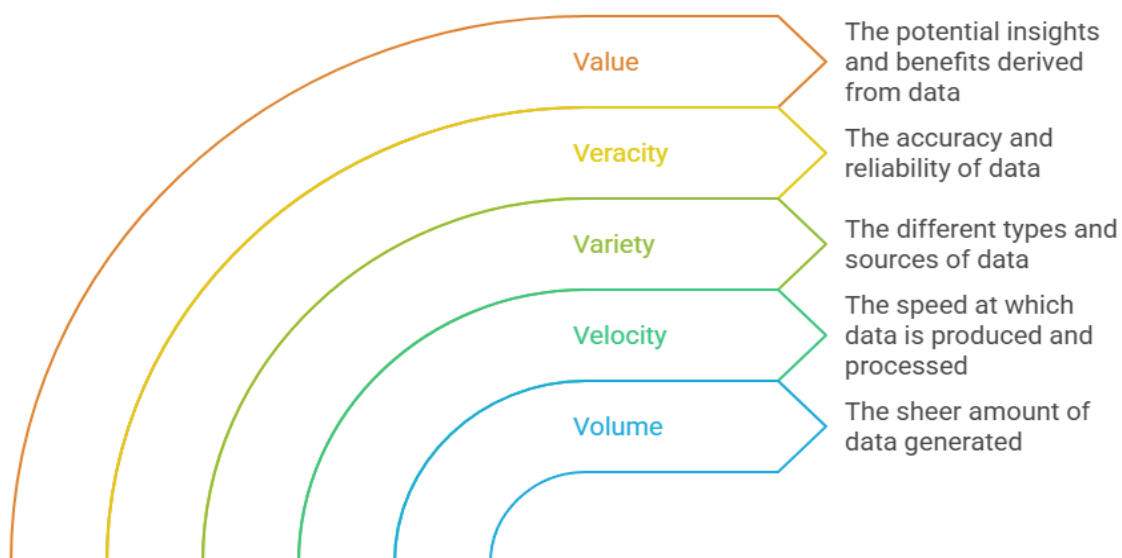 Value
The potential insights
and benefits derived
from data
Veracity
The accuracy and
reliability of data
Variety
The different types and
sources of data
Velocity
The speed at which
data is produced and
processed
Volume
The sheer amount of
data generated